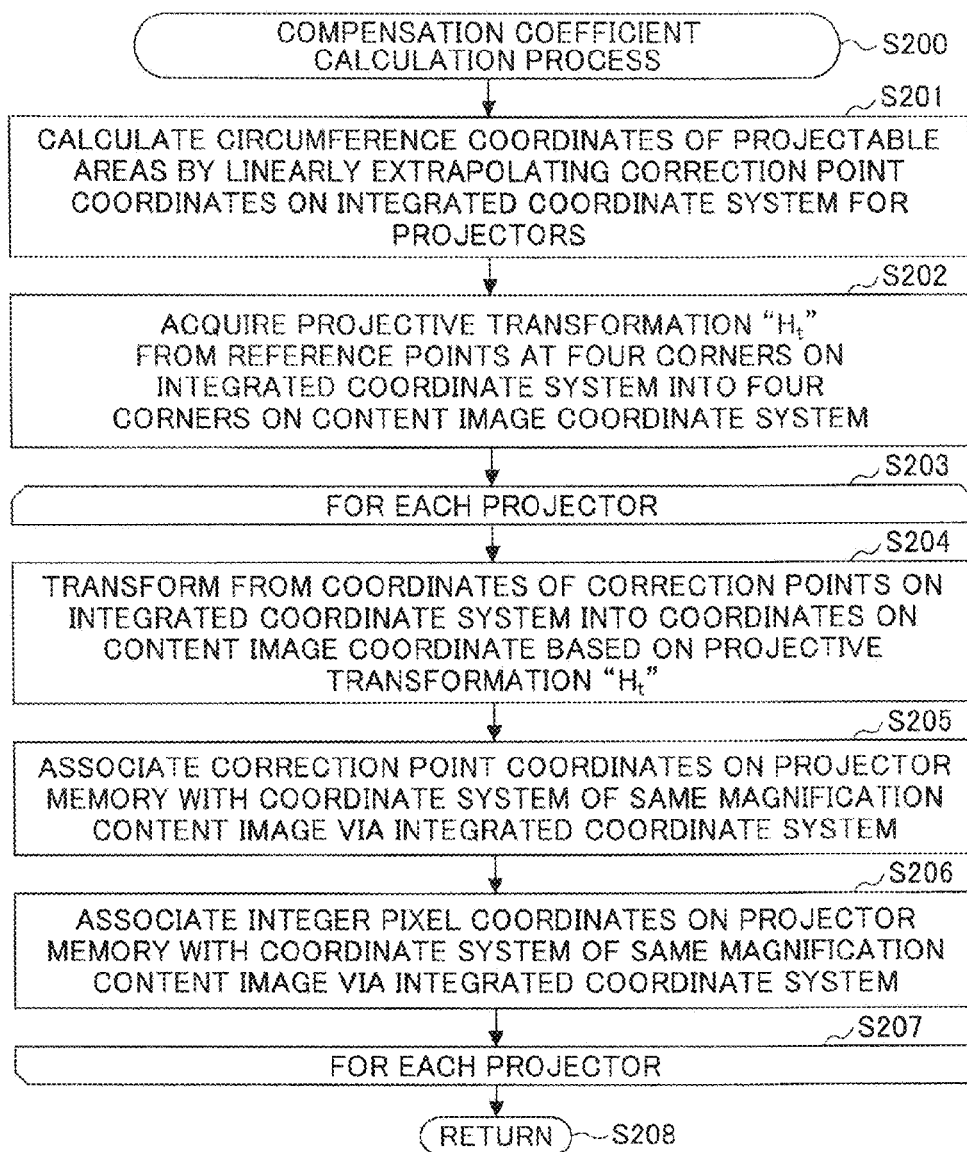 COMPENSATION COEFFICIENT
CALCULATION PROCESS
S200
S201
CALCULATE CIRCUMFERENCE COORDINATES OF PROJECTABLE
AREAS BY LINEARLY EXTRAPOLATING CORRECTION POINT
COORDINATES ON INTEGRATED COORDINATE SYSTEM FOR
PROJECTORS
S202
ACQUIRE PROJECTIVE TRANSFORMATION “Hₜ”
FROM REFERENCE POINTS AT FOUR CORNERS ON
INTEGRATED COORDINATE SYSTEM INTO FOUR
CORNERS ON CONTENT IMAGE COORDINATE SYSTEM
S203
FOR EACH PROJECTOR
S204
TRANSFORM FROM COORDINATES OF CORRECTION POINTS ON
INTEGRATED COORDINATE SYSTEM INTO COORDINATES ON
CONTENT IMAGE COORDINATE BASED ON PROJECTIVE
TRANSFORMATION “Hₜ”
S205
ASSOCIATE CORRECTION POINT COORDINATES ON PROJECTOR
MEMORY WITH COORDINATE SYSTEM OF SAME MAGNIFICATION
CONTENT IMAGE VIA INTEGRATED COORDINATE SYSTEM
S206
ASSOCIATE INTEGER PIXEL COORDINATES ON PROJECTOR
MEMORY WITH COORDINATE SYSTEM OF SAME MAGNIFICATION
CONTENT IMAGE VIA INTEGRATED COORDINATE SYSTEM
S207
FOR EACH PROJECTOR
RETURN
S208